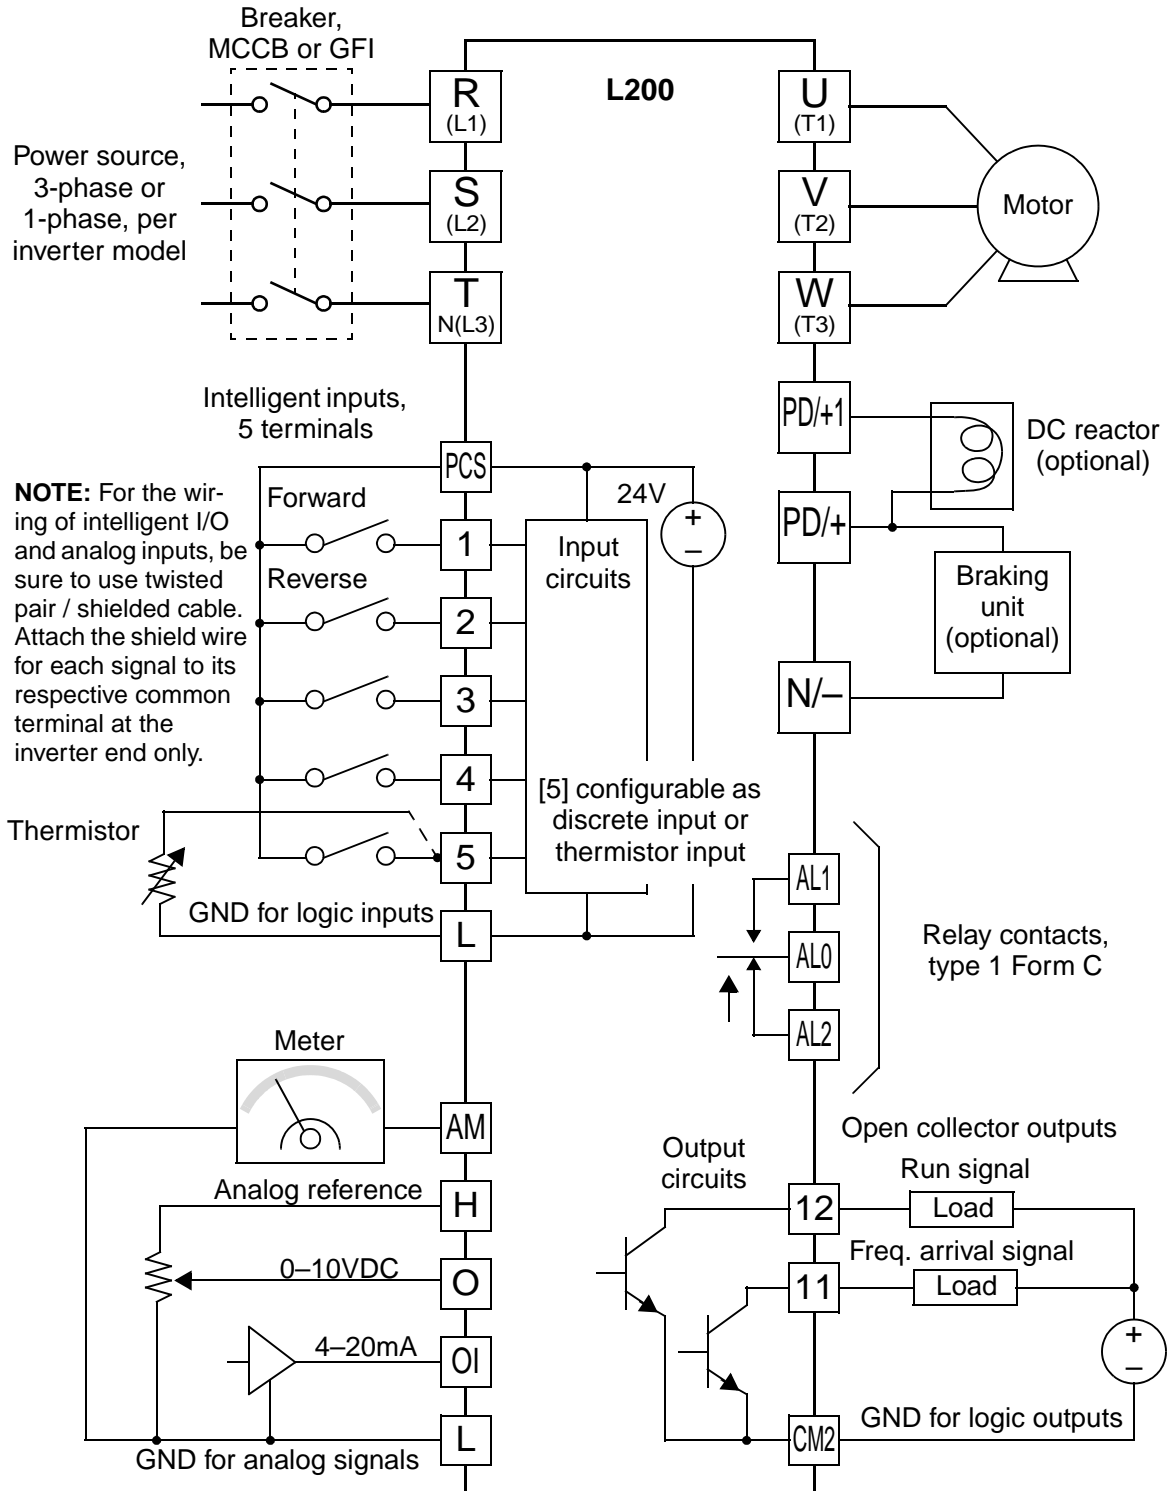 Breaker,
MCCB or GFI
L200
R
(L1)
S
(L2)
T
N(L3)
U
(T1)
V
(T2)
W
(T3)
Motor
Power source,
3-phase or
1-phase, per
inverter model
PD/+1
DC reactor
(optional)
PD/+
Braking
unit
(optional)
N/–
Intelligent inputs,
5 terminals
PCS
24V
+
–
NOTE: For the wir-
ing of intelligent I/O
and analog inputs, be
sure to use twisted
pair / shielded cable.
Attach the shield wire
for each signal to its
respective common
terminal at the
inverter end only.
Forward
1
Reverse
2
3
4
5
Input
circuits
[5] configurable as
discrete input or
thermistor input
Thermistor
GND for logic inputs
L
AL1
AL0
AL2
Relay contacts,
type 1 Form C
Meter
AM
Analog reference
H
0–10VDC
O
4–20mA
OI
L
GND for analog signals
Open collector outputs
Output
circuits
Run signal
12
Load
Freq. arrival signal
11
Load
+
–
GND for logic outputs
CM2